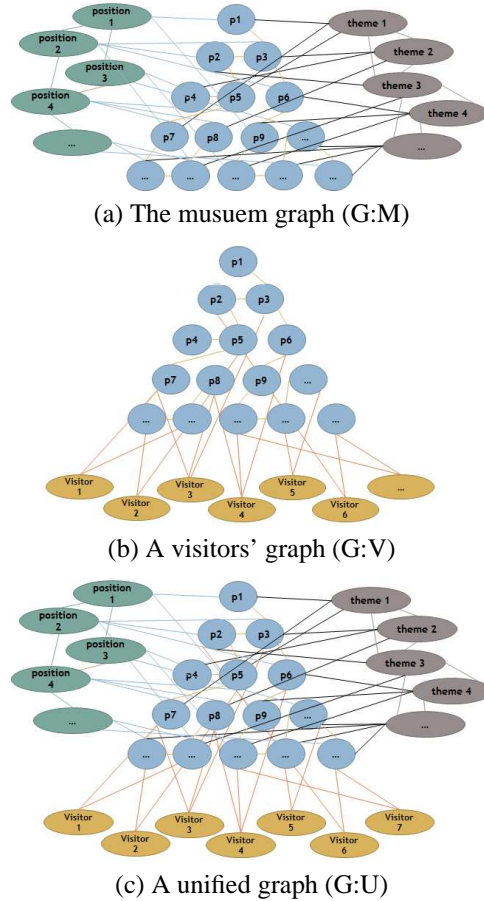 position 1
p1
theme 1
position 2
p2
p3
theme 2
position 3
theme 3
position 4
p4
p5
p6
theme 4
p7
p8
p9
...
...
...
...
...
...
...
...
(a) The musuem graph (G:M)
p1
p2
p3
p4
p5
p6
p7
p8
p9
...
...
...
...
...
...
Visitor 1
Visitor 2
Visitor 3
Visitor 4
Visitor 5
Visitor 6
...
(b) A visitors' graph (G:V)
position 1
p1
theme 1
position 2
p2
p3
theme 2
position 3
theme 3
position 4
p4
p5
p6
theme 4
...
p7
p8
p9
...
...
...
...
...
...
...
Visitor 1
Visitor 2
Visitor 3
Visitor 4
Visitor 5
Visitor 6
Visitor 7
(c) A unified graph (G:U)